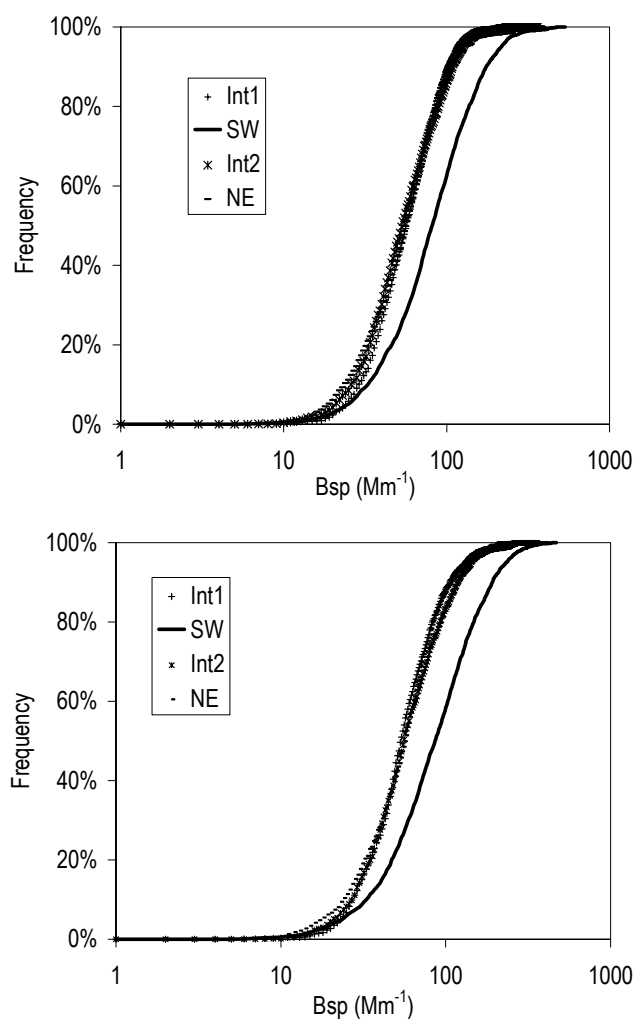 100%
80%
60%
40%
20%
0%
Frequency
Int1
SW
Int2
NE
1
10
100
1000
Bsp (Mm⁻¹)
100%
80%
60%
40%
20%
0%
Frequency
Int1
SW
Int2
NE
1
10
100
1000
Bsp (Mm⁻¹)